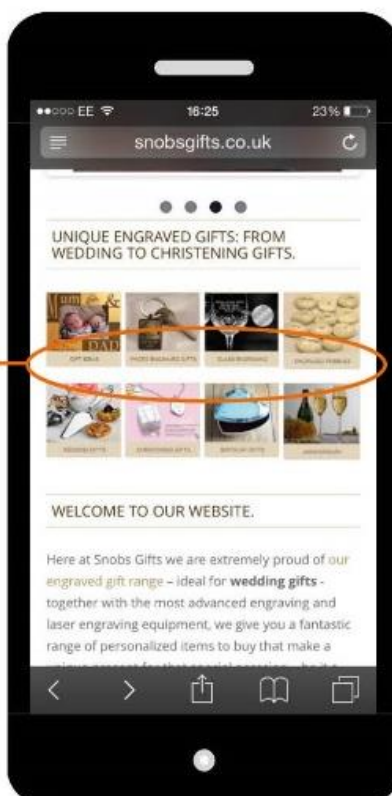 EE 16:25 23%
snobsgifts.co.uk
UNIQUE ENGRAVED GIFTS: FROM
WEDDING TO CHRISTENING GIFTS.
Mum &
DAD
GIFT IDEAS PHOTO ENGRAVED GIFTS GLASS ENGRAVING ENGRAVED PEBBLES
WEDDING GIFTS CHRISTENING GIFTS BIRTHDAY GIFTS ANNIVERSARY
WELCOME TO OUR WEBSITE.
Here at Snobs Gifts we are extremely proud of our
engraved gift range – ideal for wedding gifts -
together with the most advanced engraving and
laser engraving equipment, we give you a fantastic
range of personalized items to buy that make a